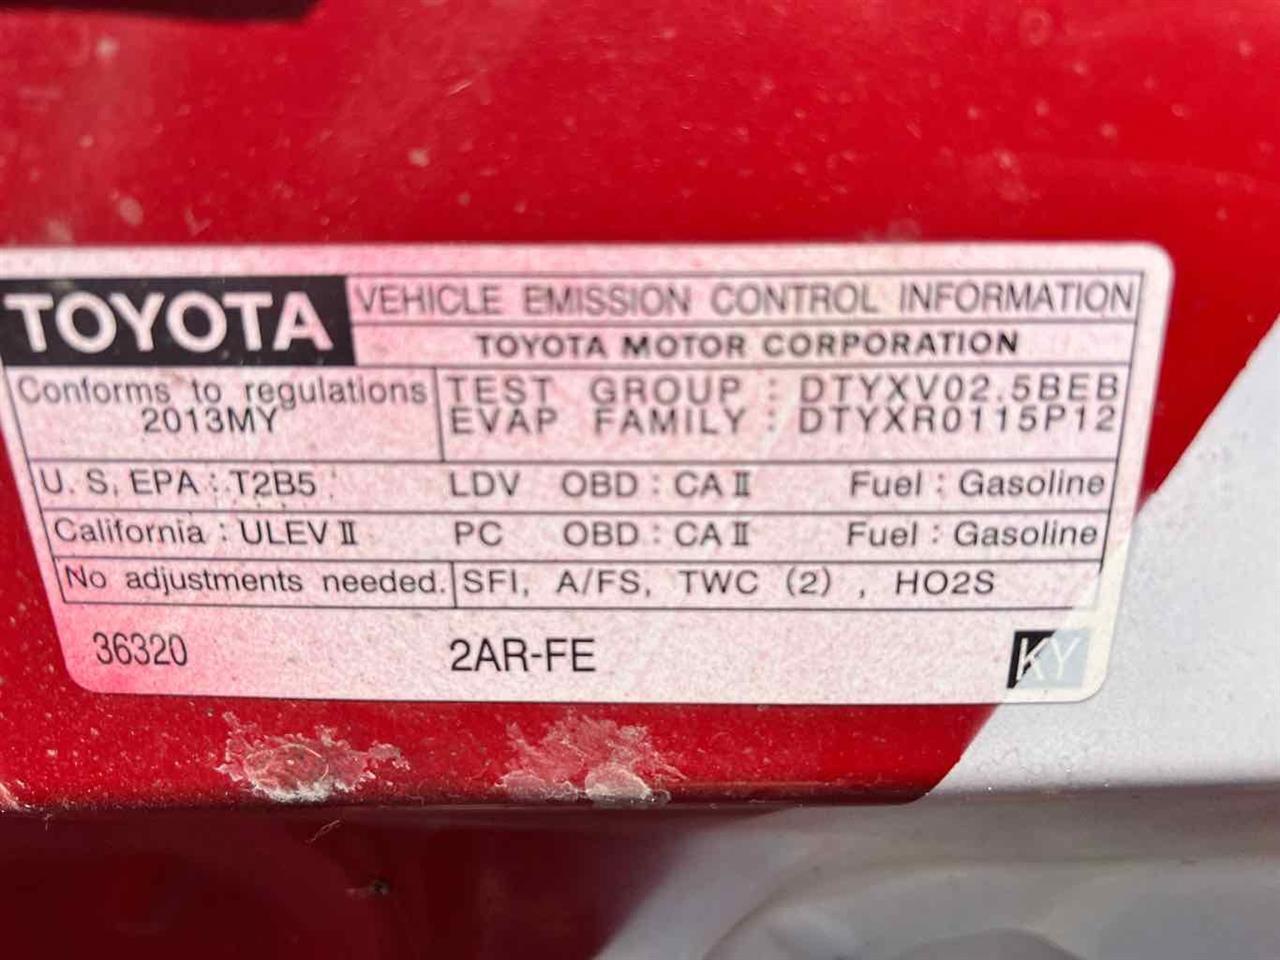 TOYOTA VEHICLE EMISSION CONTROL INFORMATION
TOYOTA MOTOR CORPORATION
Conforms to regulations
2013MY
TEST GROUP : DTYXV02.5BEB
EVAP FAMILY : DTYXR0115P12
U. S. EPA : T2B5 LDV OBD : CA II Fuel : Gasoline
California : ULEV II PC OBD : CA II Fuel : Gasoline
No adjustments needed. SFI, A/FS, TWC (2) , HO2S
36320 2AR-FE KY